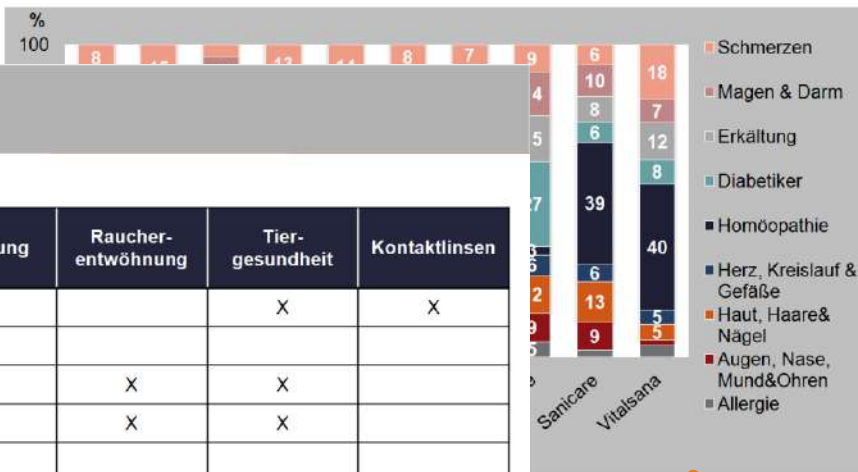 %
100
8
13
8
7
9
4
5
6
10
8
6
39
6
13
9
18
7
12
8
40
5
5
Sanicare
Vitalsana
Schmerzen
Magen & Darm
Erkältung
Diabetiker
Homöopathie
Herz, Kreislauf &
Gefäße
Haut, Haare&
Nägel
Augen, Nase,
Mund&Ohren
Allergie
ung
Raucher-
entwöhnung
Tier-
gesundheit
Kontaktlinsen
X
X
X
X
X
X